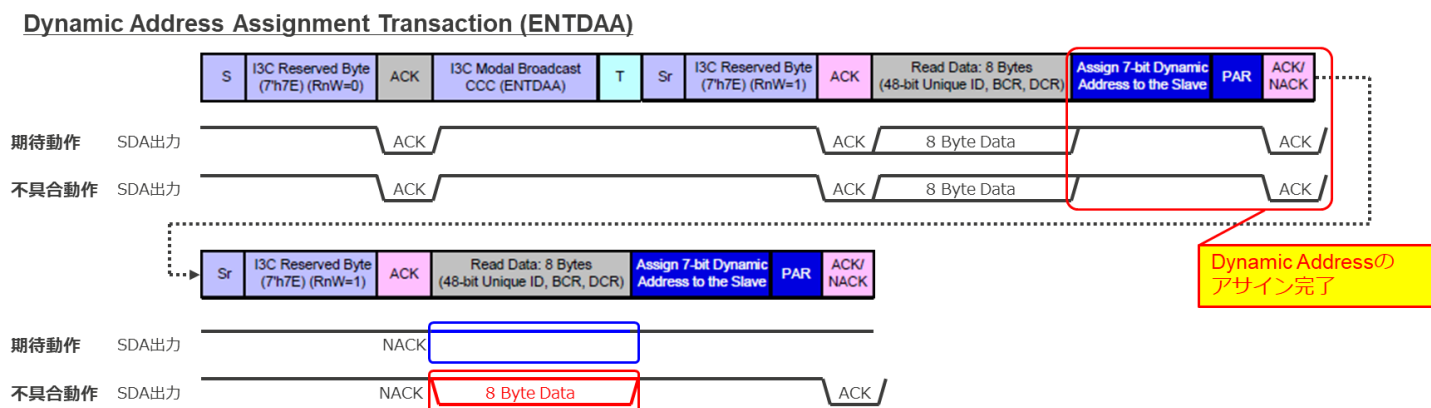 Dynamic Address Assignment Transaction (ENTDAA)
S
I3C Reserved Byte
(7'h7E) (RnW=0)
ACK
I3C Modal Broadcast
CCC (ENTDAA)
T
Sr
I3C Reserved Byte
(7'h7E) (RnW=1)
ACK
Read Data: 8 Bytes
(48-bit Unique ID, BCR, DCR)
Assign 7-bit Dynamic
Address to the Slave
PAR
ACK/
NACK
期待動作 SDA出力 ACK ACK 8 Byte Data ACK
不具合動作 SDA出力 ACK ACK 8 Byte Data ACK
Sr
I3C Reserved Byte
(7'h7E) (RnW=1)
ACK
Read Data: 8 Bytes
(48-bit Unique ID, BCR, DCR)
Assign 7-bit Dynamic
Address to the Slave
PAR
ACK/
NACK
Dynamic Addressの
アサイン完了
期待動作 SDA出力 NACK
不具合動作 SDA出力 NACK 8 Byte Data ACK